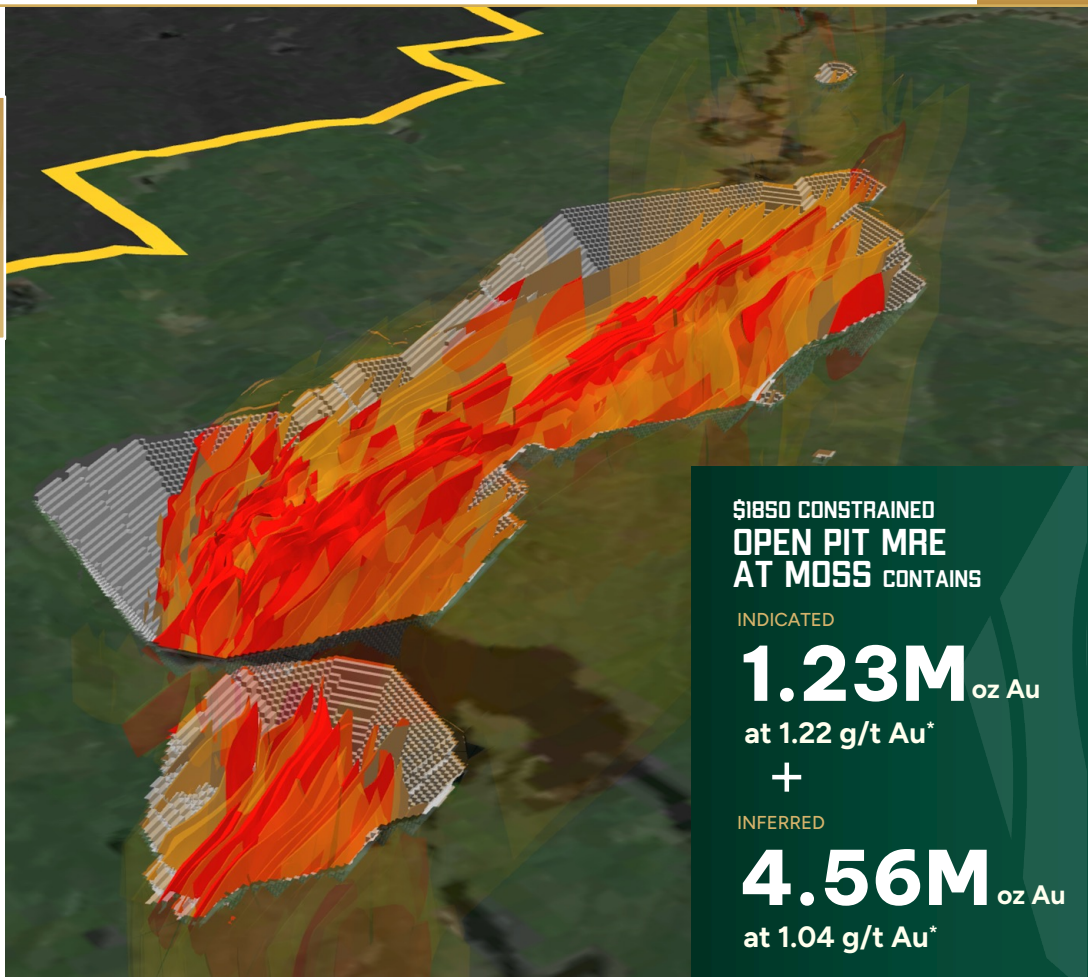 $1850 CONSTRAINED
OPEN PIT MRE
AT MOSS CONTAINS
INDICATED
1.23M oz Au
at 1.22 g/t Au*
+
INFERRED
4.56M oz Au
at 1.04 g/t Au*